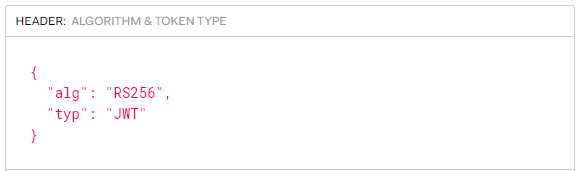 HEADER: ALGORITHM & TOKEN TYPE
{
  "alg": "RS256",
  "typ": "JWT"
}